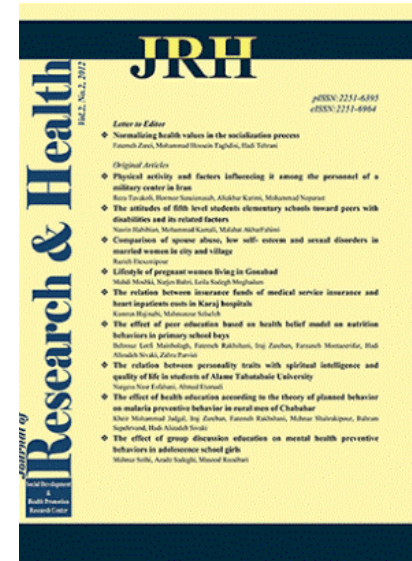 JRH
pISSN:2251-6395
eISSN:2251-6964
Vol.2, No.2, 2012
Journal of
Research & Health
Letter to Editor
❖ Normalizing health values in the socialization process
Fatemeh Zarei, Mohammad Hossein Taghdisi, Hadi Tehrani
Original Articles
❖ Physical activity and factors influencing it among the personnel of a
military center in Iran
Reza Tavakoli, Hormoz Sanaeinasab, Aliakbar Karimi, Mohammad
❖ The attitudes of fifth level students elementary schools toward peers with
disabilities and its related factors
Nasrin Habibian, Mohammad Kamali, Malahat Akbarfahimi
❖ Comparison of spouse abuse, low self- esteem and sexual disorders in
married women in city and village
Razieh
❖ Lifestyle of pregnant women living in Gonabad
Mahdi Moshki, Narjes Bahri, Leila Sadegh Moghadam
❖ The relation between insurance funds of medical service insurance and
heart inpatients costs in Karaj hospitals
Kamran Hajinabi,
❖ The effect of peer education based on health belief model on nutrition
behaviors in primary school boys
Behrouz Lotfi Mainbolagh, Fatemeh Rakhshani, Iraj Zareban, Farzaneh Montazerifar, Hadi
Alizadeh Sivaki, Zahra Parvizi
❖ The relation between personality traits with spiritual intelligence and
quality of life in students of Alame Tabatabaie University
Narges Nasr Esfahani, Ahmad Etemadi
❖ The effect of health education according to the theory of planned behavior
on malaria preventive behavior in rural men of Chabahar
Kheir Mohammad Jadgal, Iraj Zareban, Fatemeh Rakhshani, Mahnaz Shahrakipour, Bahram
Sepehrvand, Hadi Alizadeh Sivaki
❖ The effect of group discussion education on mental health preventive
behaviors in adolescence school girls
Mahnaz Solhi, Azade Sadeghi, Masoud Roudbari
Social Development
&
Health Promotion
Research Center